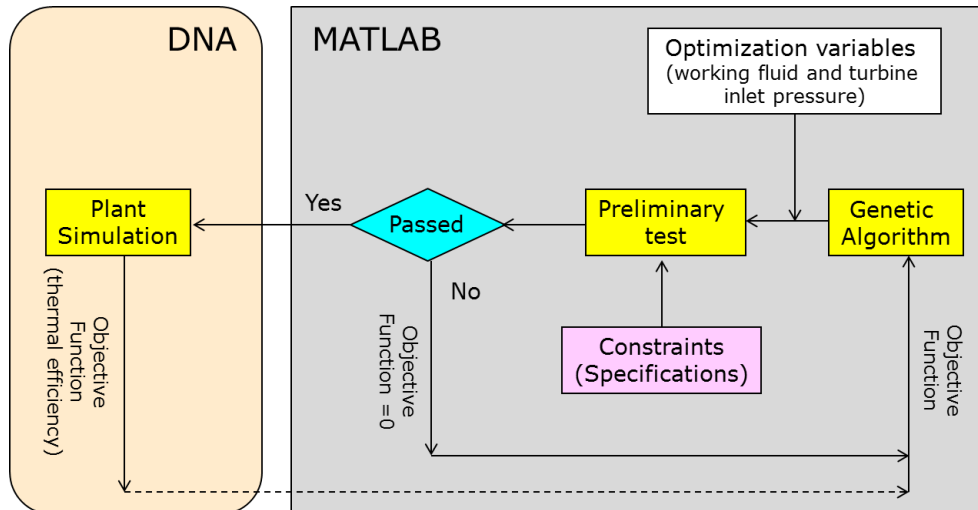 DNA
MATLAB
Optimization variables
(working fluid and turbine
inlet pressure)
Yes
Plant
Simulation
Passed
Preliminary
test
Genetic
Algorithm
No
Objective
Function
(thermal efficiency)
Objective
Function =0
Constraints
(Specifications)
Objective
Function